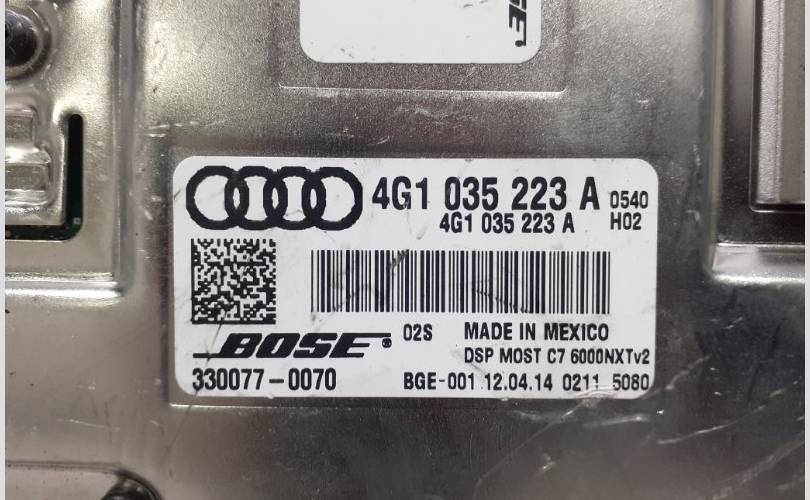 SE
4G1 035 223 A 0540
4G1 035 223 A H02
BOSE® 02S MADE IN MEXICO
DSP MOST C7 6000NXTv2
330077-0070 BGE-001 12.04.14 0211 5080